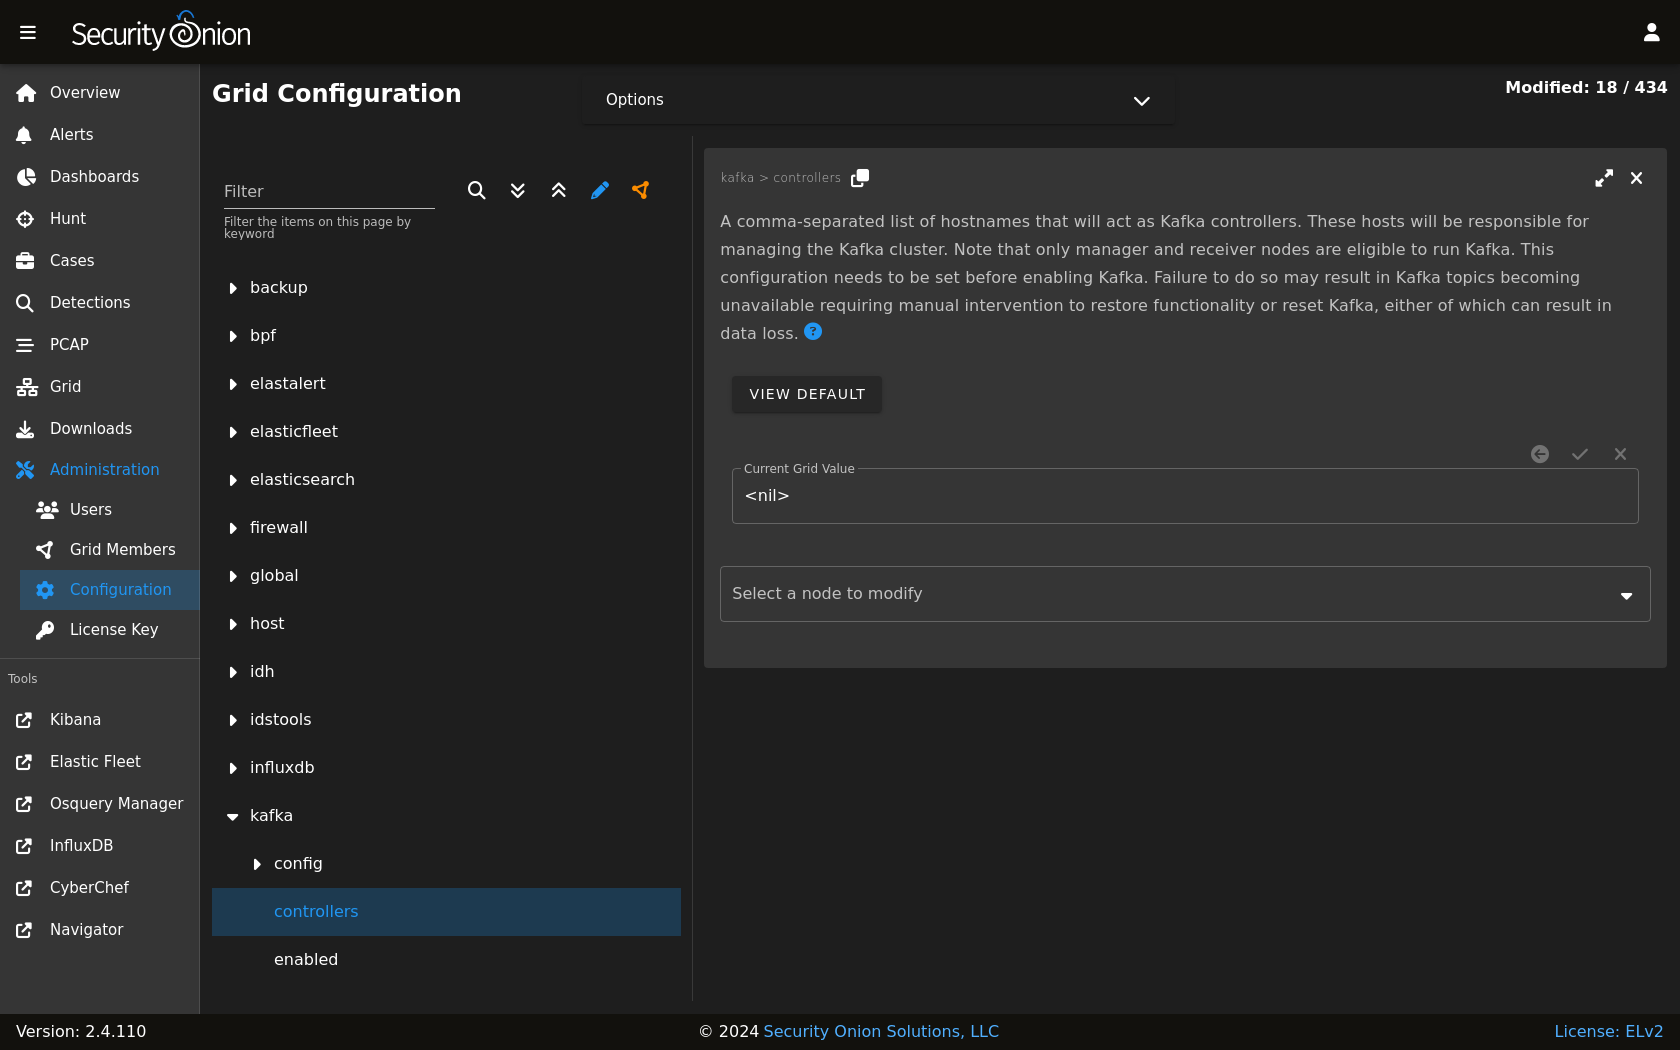 Security Onion
Overview
Alerts
Dashboards
Hunt
Cases
Detections
PCAP
Grid
Downloads
Administration
Users
Grid Members
Configuration
License Key
Tools
Kibana
Elastic Fleet
Osquery Manager
InfluxDB
CyberChef
Navigator
Grid Configuration
Options
Modified: 18 / 434
Filter
Filter the items on this page by
keyword
backup
bpf
elastalert
elasticfleet
elasticsearch
firewall
global
host
idh
idstools
influxdb
kafka
config
controllers
enabled
kafka > controllers
A comma-separated list of hostnames that will act as Kafka controllers. These hosts will be responsible for
managing the Kafka cluster. Note that only manager and receiver nodes are eligible to run Kafka. This
configuration needs to be set before enabling Kafka. Failure to do so may result in Kafka topics becoming
unavailable requiring manual intervention to restore functionality or reset Kafka, either of which can result in
data loss. ?
VIEW DEFAULT
Current Grid Value
<nil>
Select a node to modify
Version: 2.4.110
© 2024 Security Onion Solutions, LLC
License: ELv2